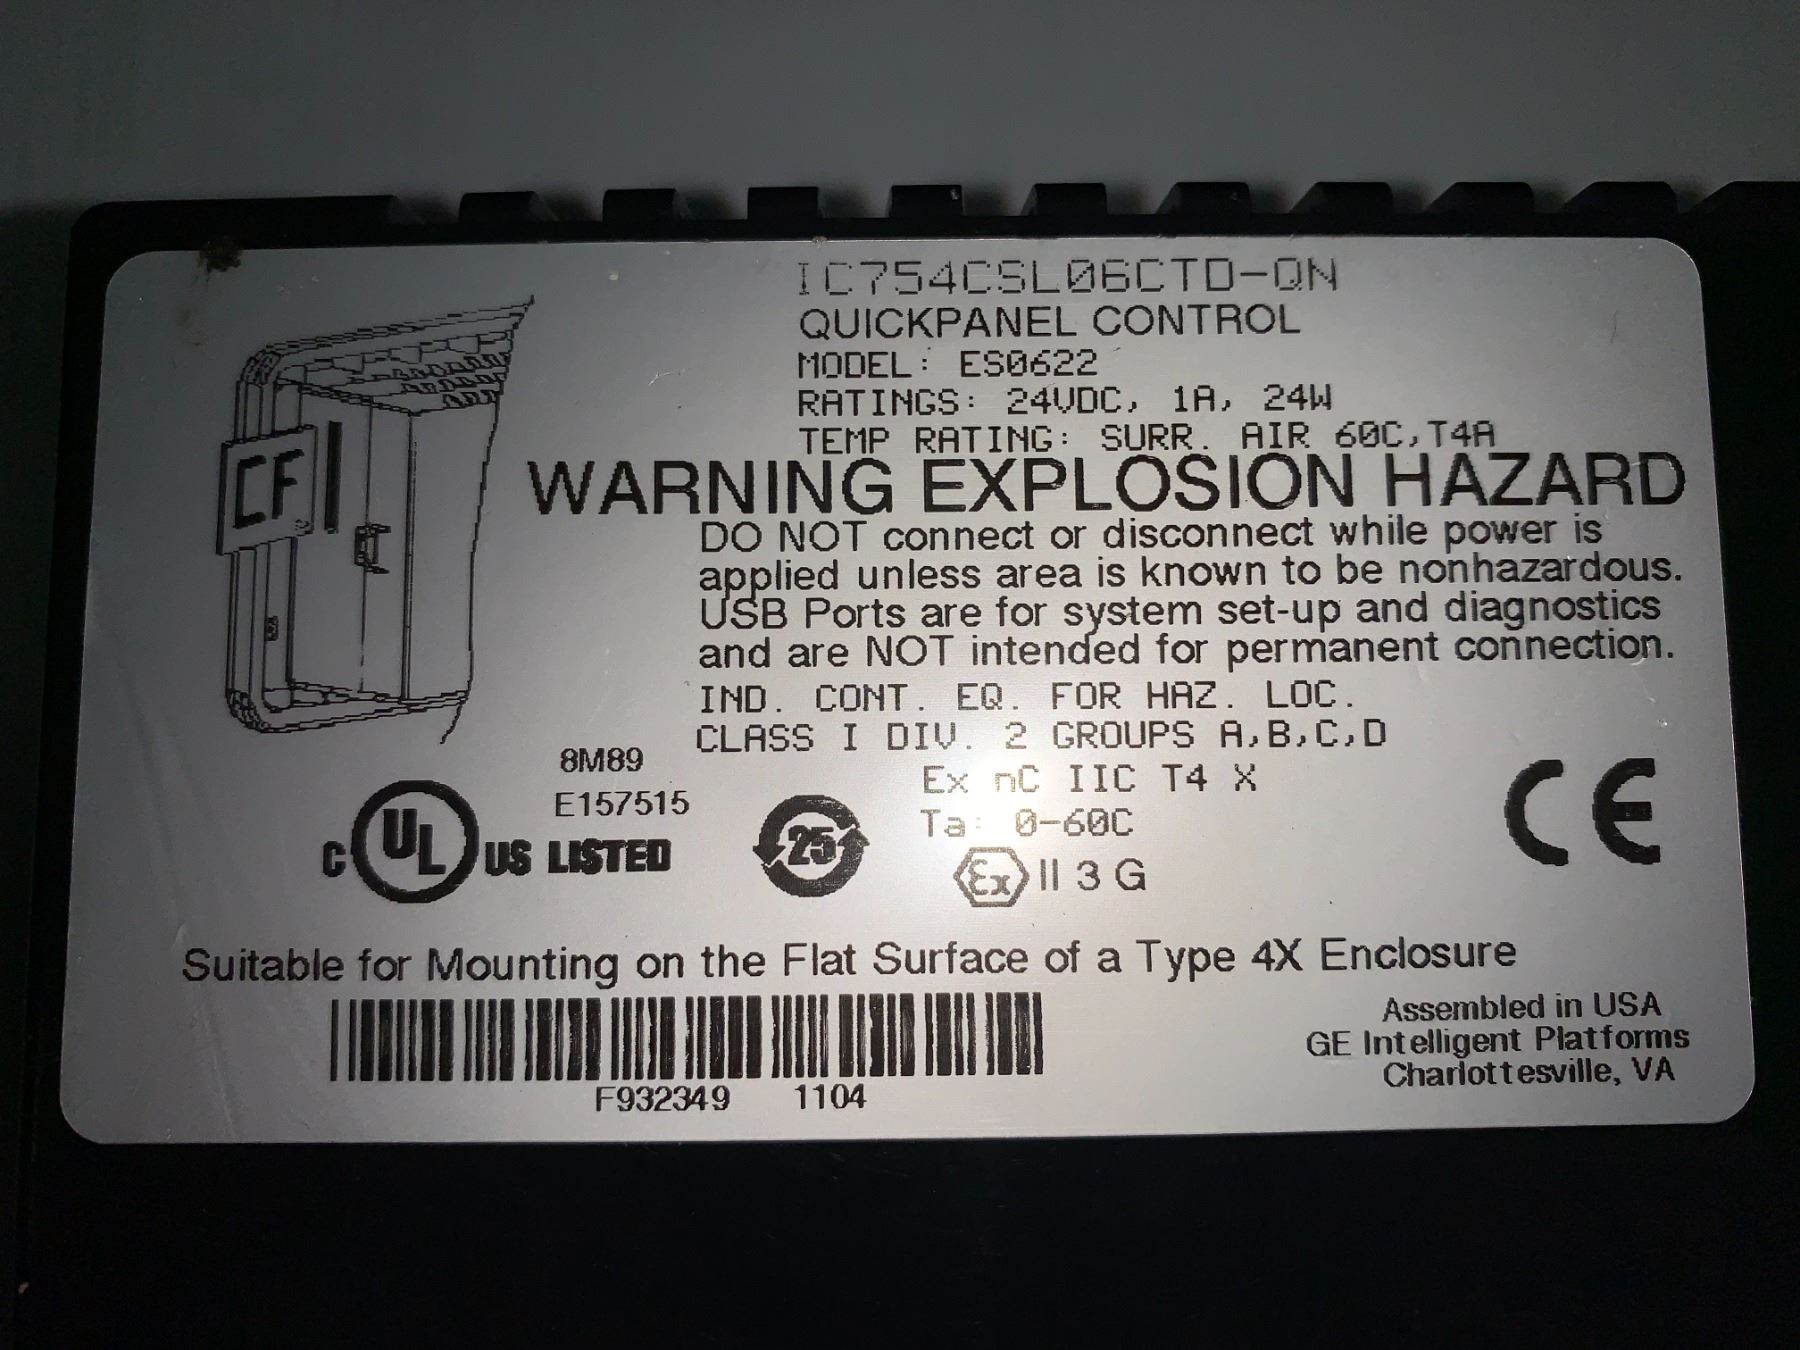 IC754CSL06CTD-QN
QUICKPANEL CONTROL
MODEL: ES0622
RATINGS: 24VDC, 1A, 24W
TEMP RATING: SURR. AIR 60C,T4A
CF
WARNING EXPLOSION HAZARD
DO NOT connect or disconnect while power is
applied unless area is known to be nonhazardous.
USB Ports are for system set-up and diagnostics
and are NOT intended for permanent connection.
IND. CONT. EQ. FOR HAZ. LOC.
CLASS I DIV. 2 GROUPS A,B,C,D
8M89
E157515
C UL US LISTED
25
Ex nC IIC T4 X
Ta: 0-60C
Ex II 3 G
CE
Suitable for Mounting on the Flat Surface of a Type 4X Enclosure
F932349 1104
Assembled in USA
GE Intelligent Platforms
Charlottesville, VA